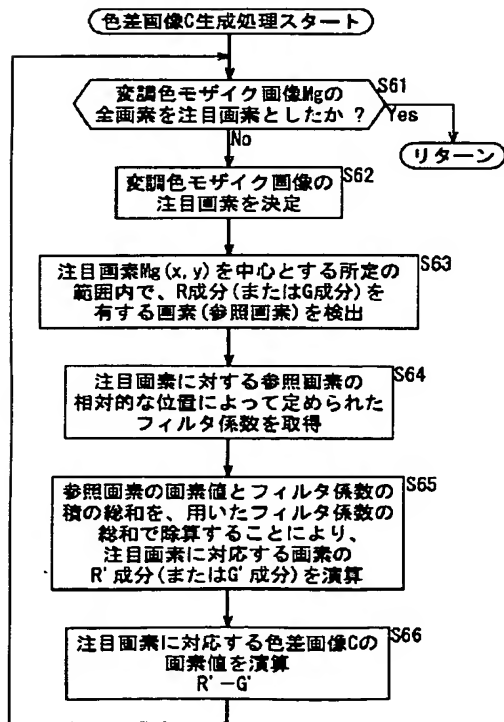 色差画像C生成処理スタート
S61
変調色モザイク画像Mgの
全画素を注目画素としたか ?
Yes
No
リターン
S62
変調色モザイク画像の
注目画素を決定
S63
注目画素Mg(x,y)を中心とする所定の
範囲内で、R成分(またはG成分)を
有する画素(参照画素)を検出
S64
注目画素に対する参照画素の
相対的な位置によって定められた
フィルタ係数を取得
S65
参照画素の画素値とフィルタ係数の
積の総和を、用いたフィルタ係数の
総和で除算することにより、
注目画素に対応する画素の
R'成分(またはG'成分)を演算
S66
注目画素に対応する色差画像Cの
画素値を演算
R'-G'